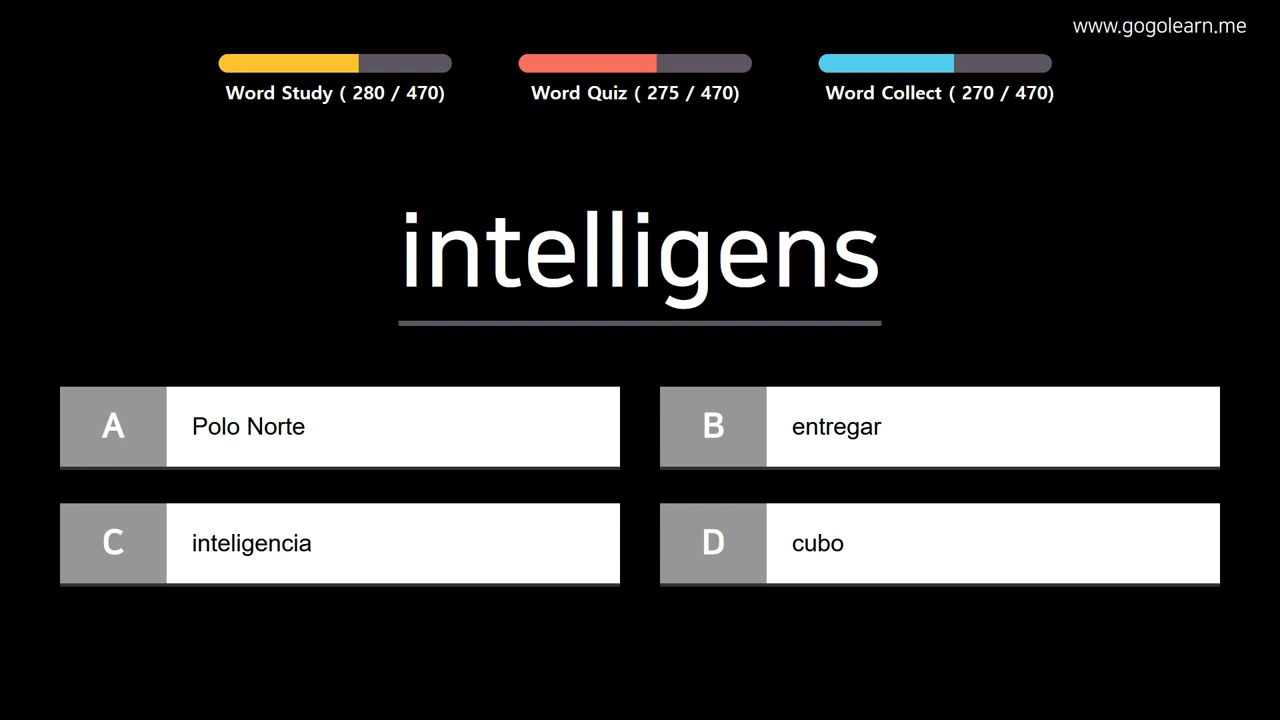 www.gogolearn.me
Word Study ( 280 / 470)
Word Quiz ( 275 / 470)
Word Collect ( 270 / 470)
intelligens
A Polo Norte
B entregar
C inteligencia
D cubo